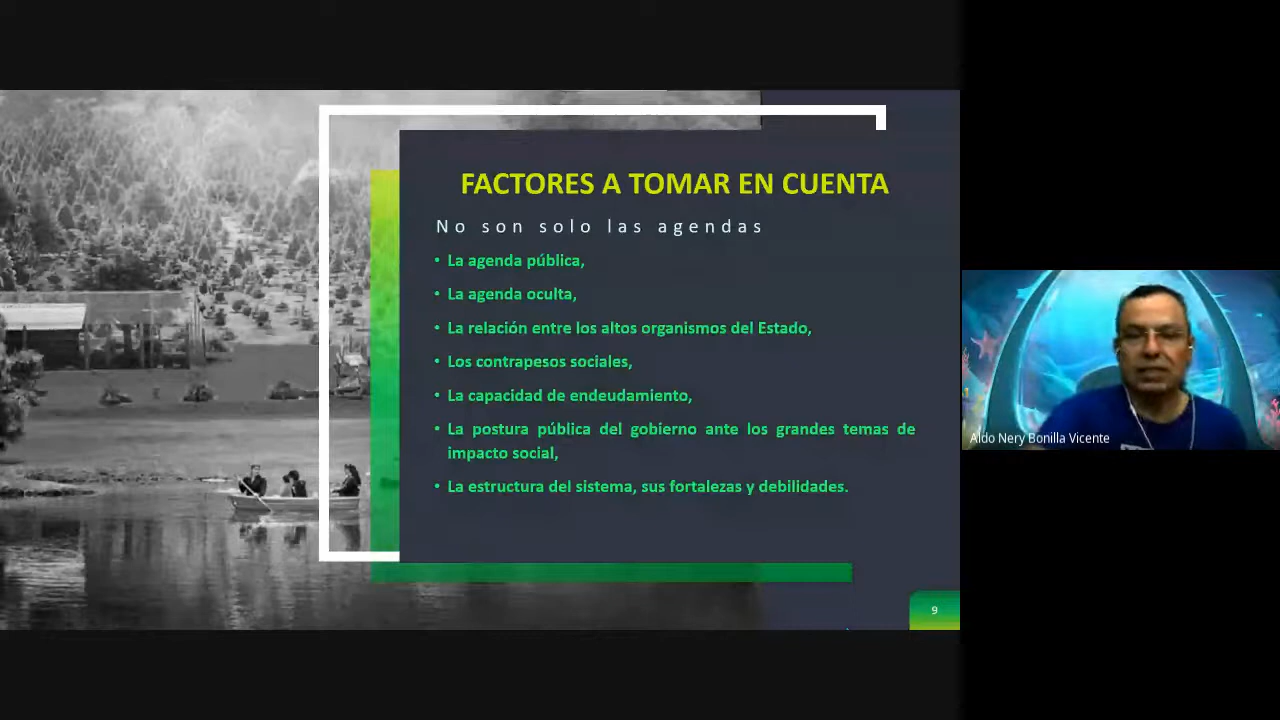 FACTORES A TOMAR EN CUENTA
No son solo las agendas
• La agenda pública,
• La agenda oculta,
• La relación entre los altos organismos del Estado,
• Los contrapesos sociales,
• La capacidad de endeudamiento,
• La postura pública del gobierno ante los grandes temas de
impacto social,
• La estructura del sistema, sus fortalezas y debilidades.
9
Aldo Nery Bonilla Vicente